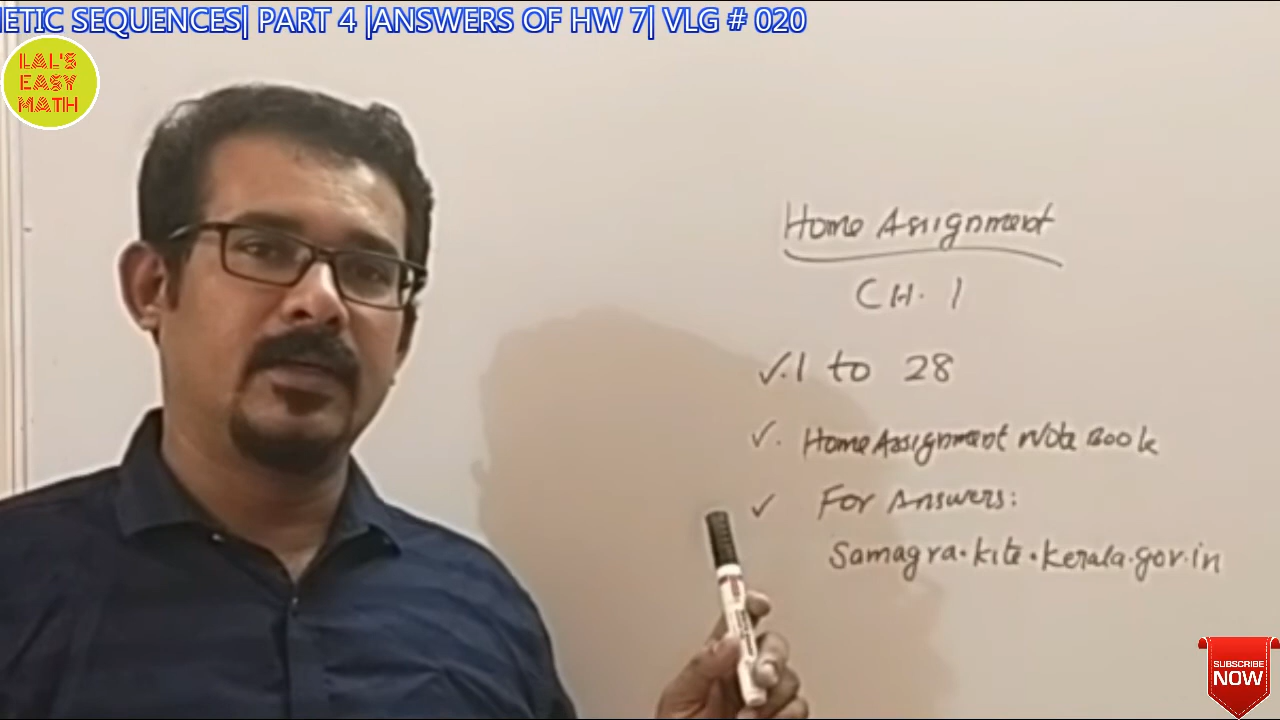 ETIC SEQUENCES| PART 4 |ANSWERS OF HW 7| VLG # 020
LAL'S
EASY
MATH
Home Assignment
CH. 1
✓. 1 to 28
✓. Home Assignment Note Book
✓ For Answers:
Samagra.kite.kerala.gov.in
SUBSCRIBE
NOW